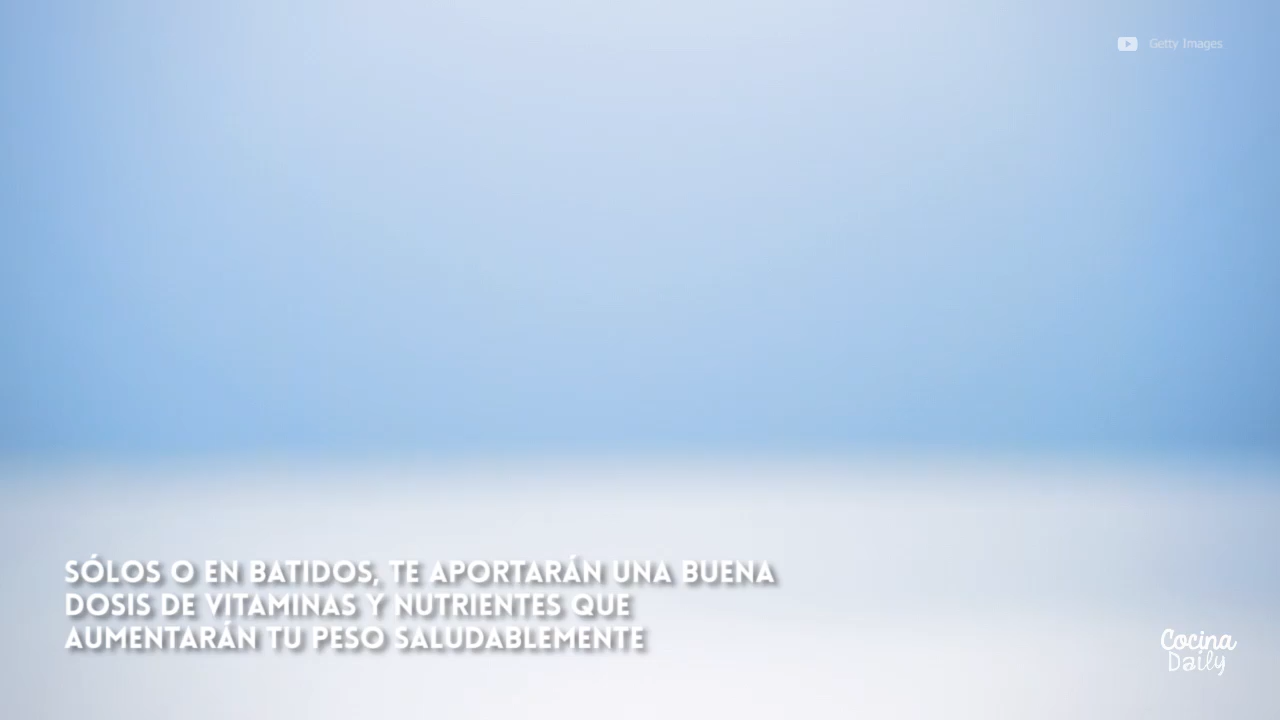 Getty Images
SÓLOS O EN BATIDOS, TE APORTARÁN UNA BUENA
DOSIS DE VITAMINAS Y NUTRIENTES QUE
AUMENTARÁN TU PESO SALUDABLEMENTE
Cocina
Daily